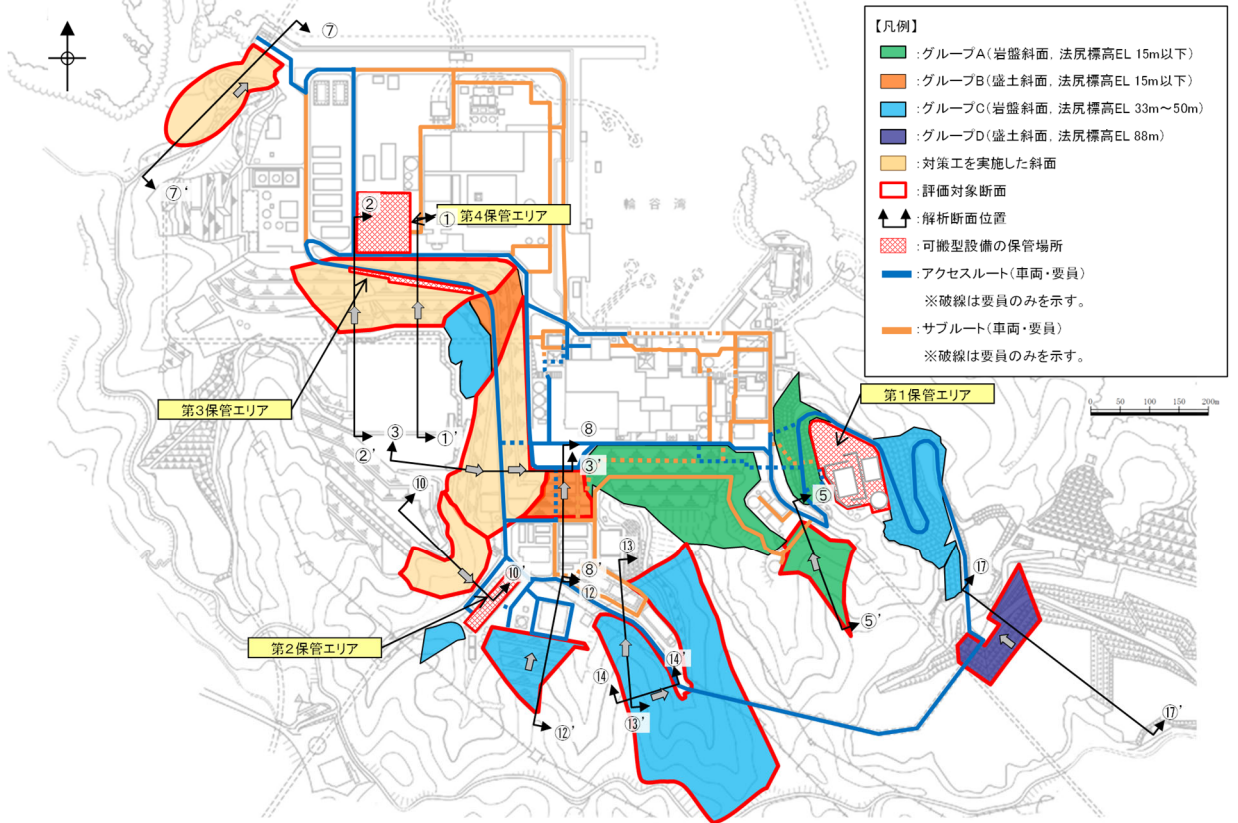 【凡例】
:グループA(岩盤斜面, 法尻標高EL 15m以下)
:グループB(盛土斜面, 法尻標高EL 15m以下)
:グループC(岩盤斜面, 法尻標高EL 33m~50m)
:グループD(盛土斜面, 法尻標高EL 88m)
:対策工を実施した斜面
:評価対象断面
:解析断面位置
:可搬型設備の保管場所
:アクセスルート(車両・要員)
※破線は要員のみを示す。
:サブルート(車両・要員)
※破線は要員のみを示す。
0 50 100 150 200m
⑦
⑦'
②
①
第4保管エリア
輪谷湾
第3保管エリア
第1保管エリア
③
②'
①'
⑧
③'
⑩
⑤
⑬
⑩'
⑧'
⑫
⑰
⑤'
第2保管エリア
⑭
⑭'
⑬'
⑫'
⑰'